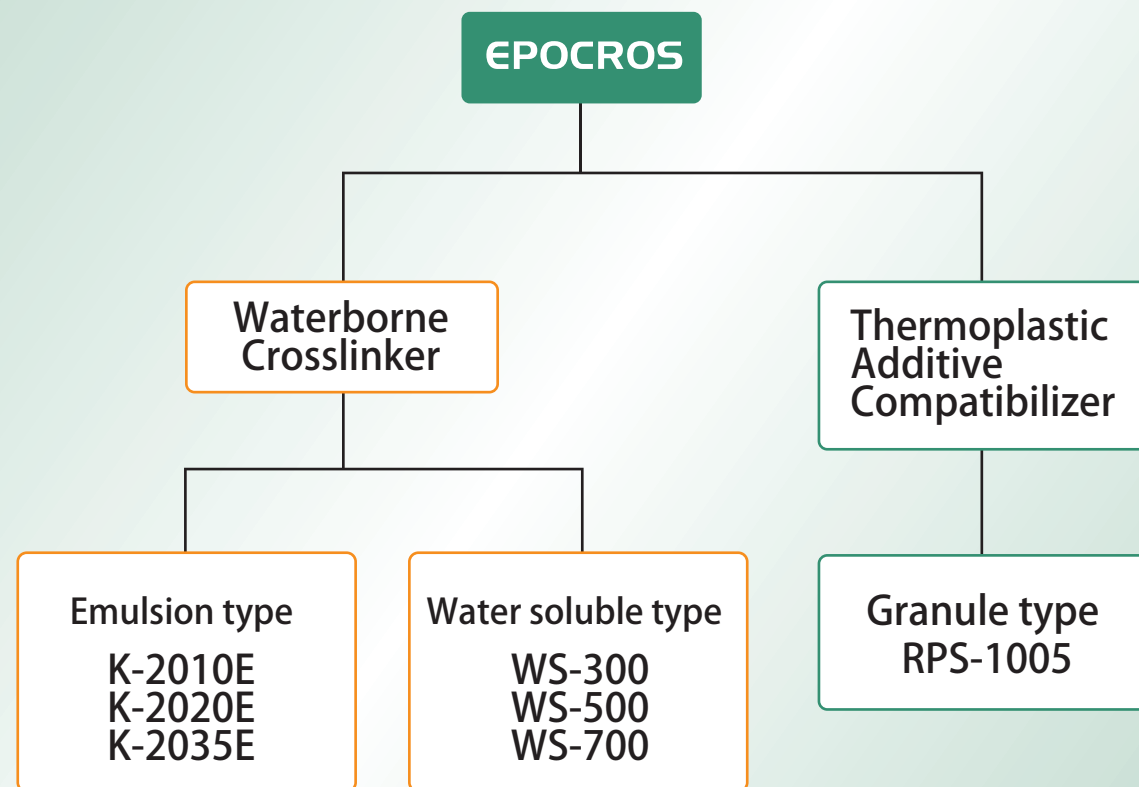 EPOCROS
Waterborne
Crosslinker
Thermoplastic
Additive
Compatibilizer
Emulsion type
K-2010E
K-2020E
K-2035E
Water soluble type
WS-300
WS-500
WS-700
Granule type
RPS-1005